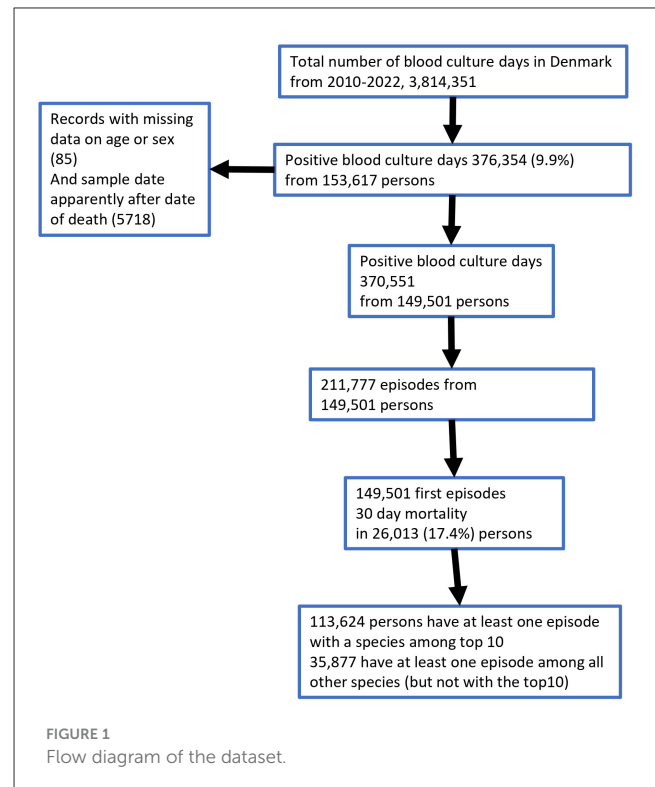 Total number of blood culture days in Denmark
from 2010-2022, 3,814,351
Records with missing
data on age or sex
(85)
And sample date
apparently after date
of death (5718)
Positive blood culture days 376,354 (9.9%)
from 153,617 persons
Positive blood culture days
370,551
from 149,501 persons
211,777 episodes from
149,501 persons
149,501 first episodes
30 day mortality
in 26,013 (17.4%) persons
113,624 persons have at least one episode
with a species among top 10
35,877 have at least one episode among all
other species (but not with the top10)
FIGURE 1
Flow diagram of the dataset.